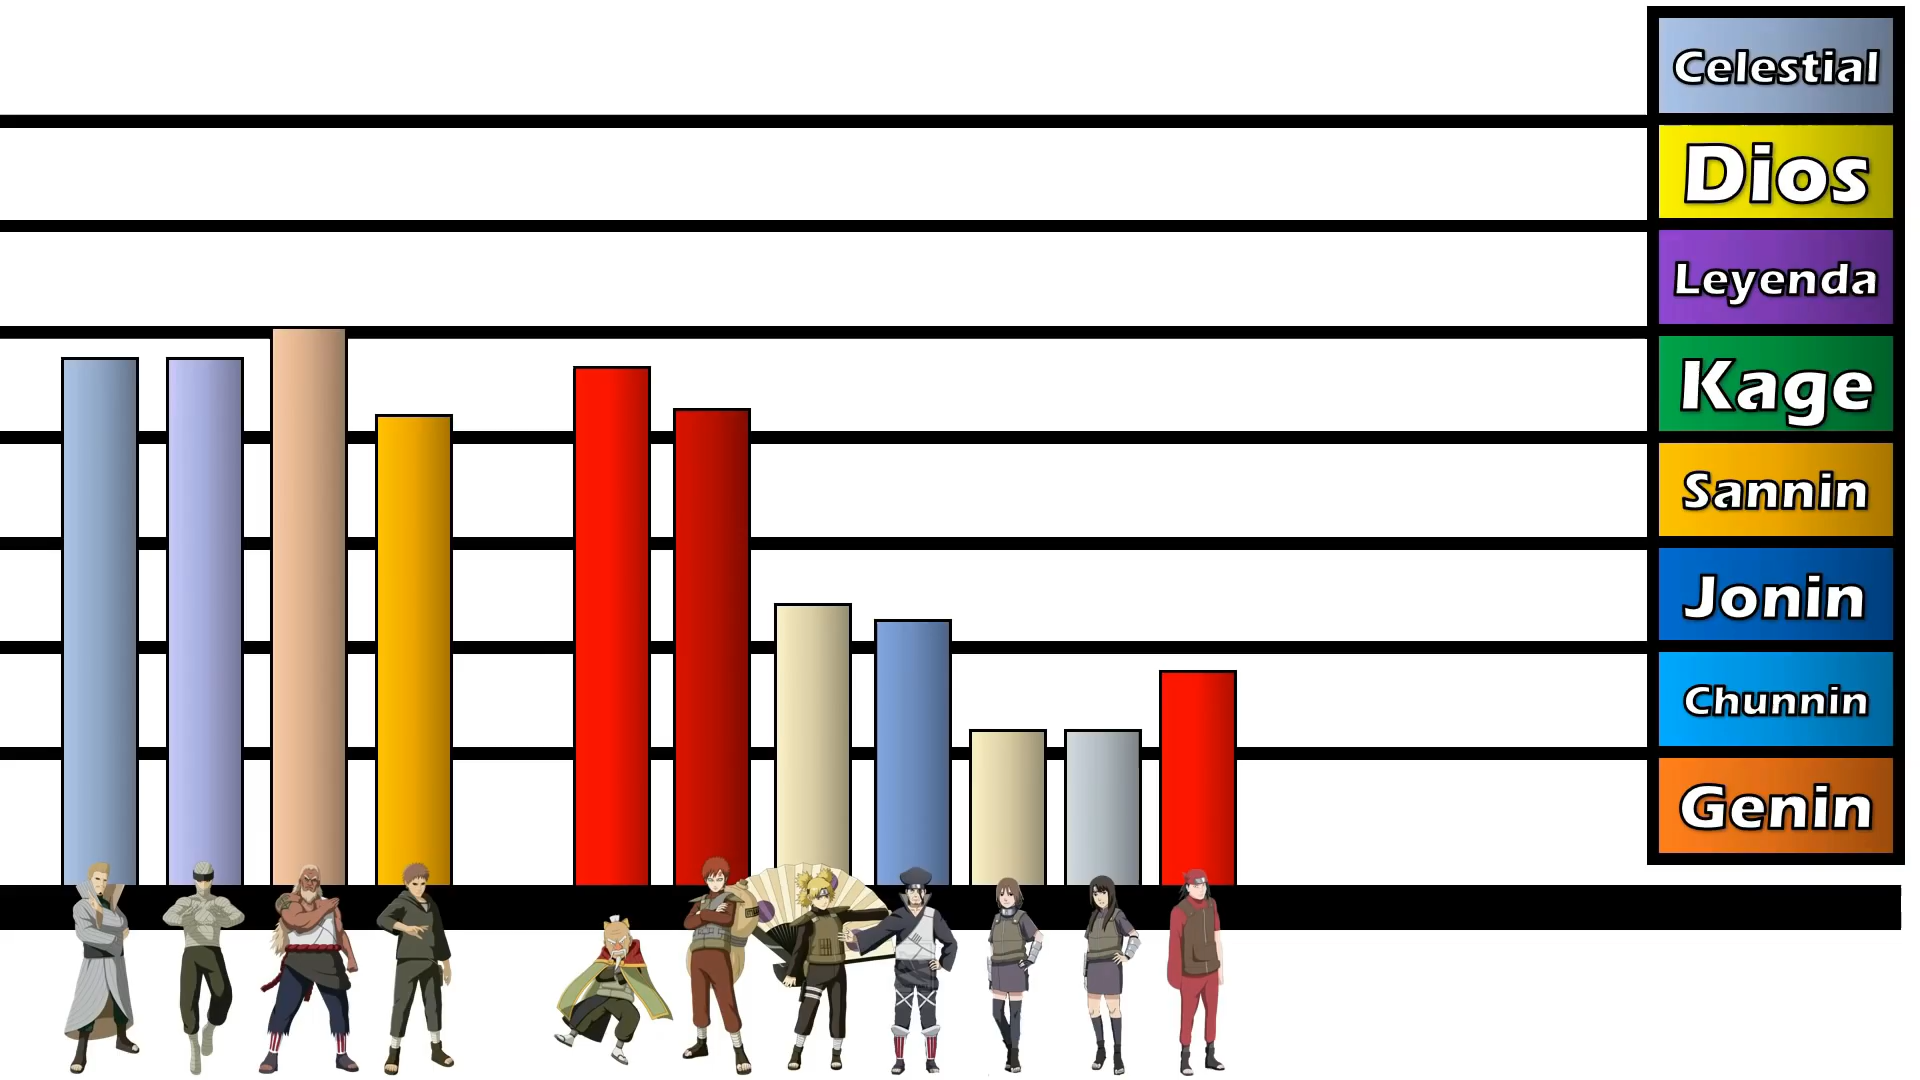 Celestial
Dios
Leyenda
Kage
Sannin
Jonin
Chunnin
Genin